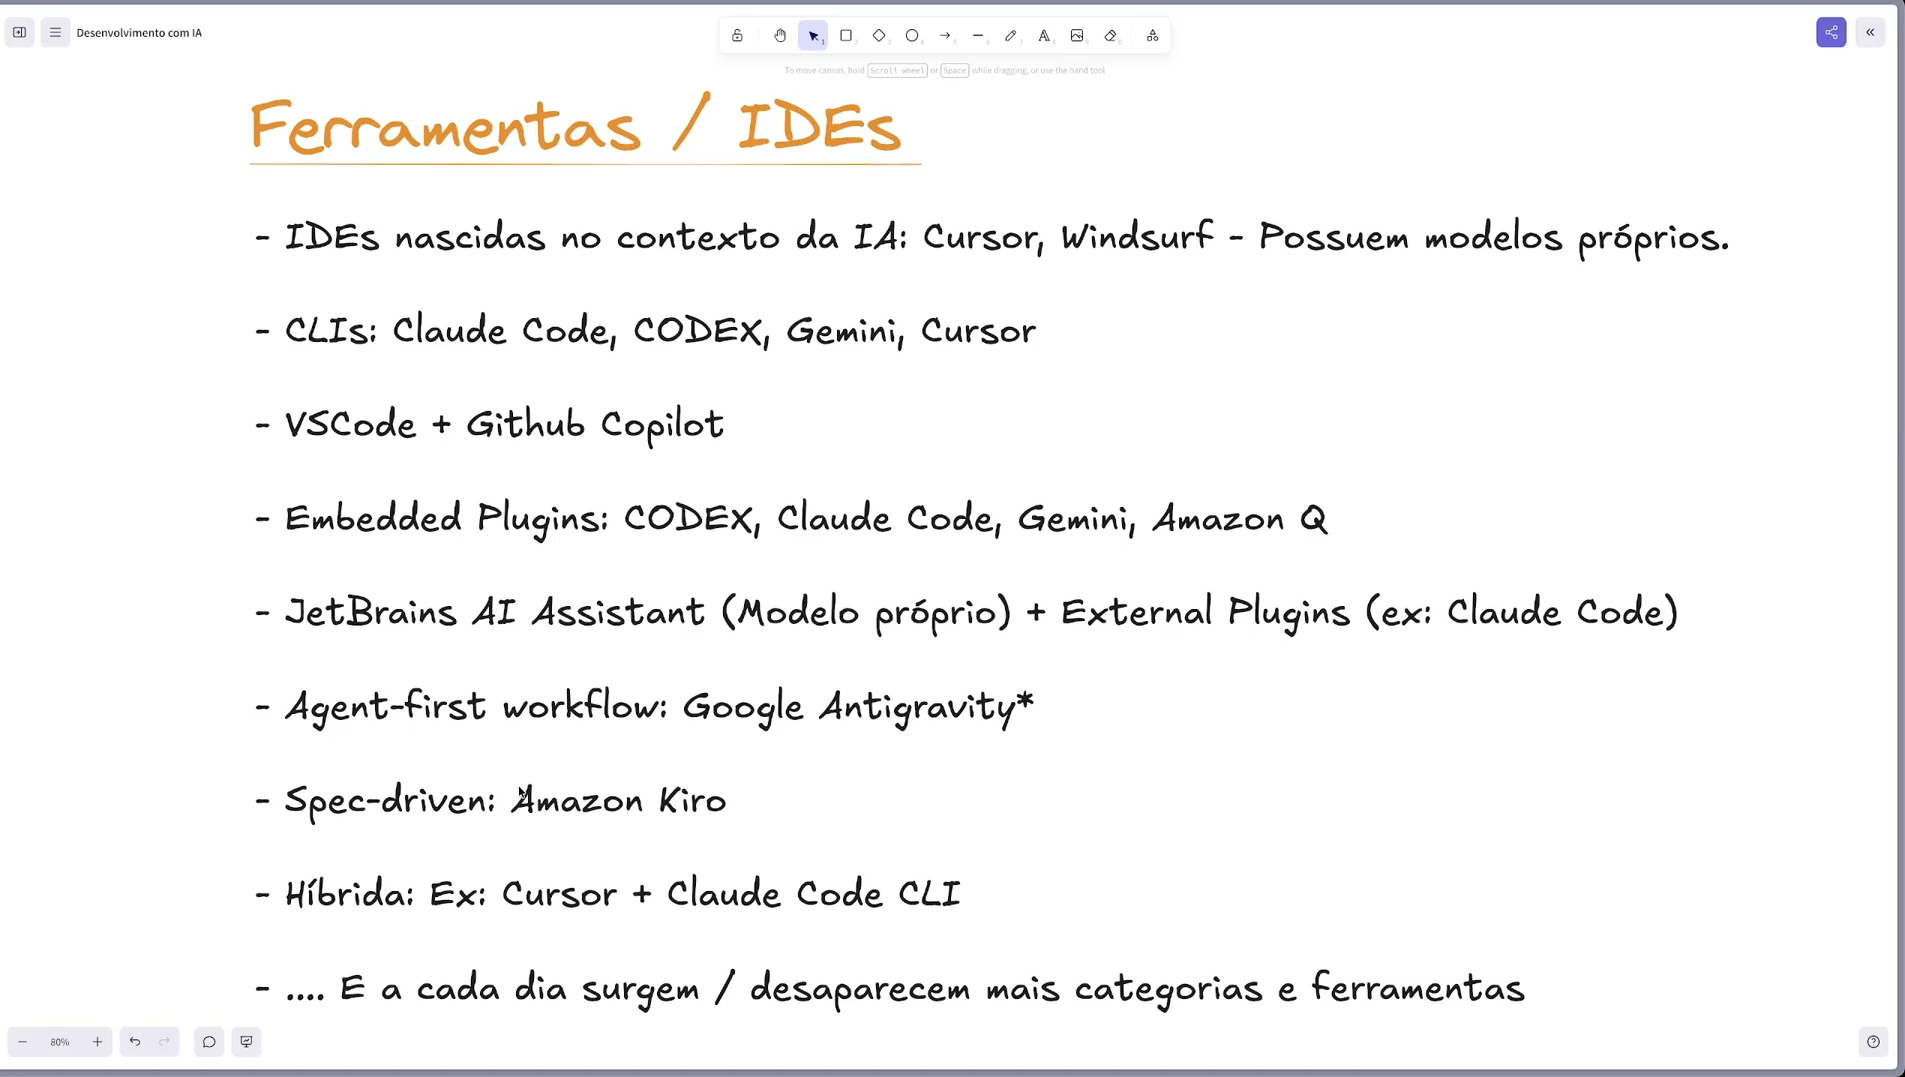 Desenvolvimento com IA
To move canvas, hold Scroll wheel or Space while dragging, or use the hand tool
Ferramentas / IDEs
- IDEs nascidas no contexto da IA: Cursor, Windsurf - Possuem modelos próprios.
- CLIs: Claude Code, CODEX, Gemini, Cursor
- VSCode + Github Copilot
- Embedded Plugins: CODEX, Claude Code, Gemini, Amazon Q
- JetBrains AI Assistant (Modelo próprio) + External Plugins (ex: Claude Code)
- Agent-first workflow: Google Antigravity*
- Spec-driven: Amazon Kiro
- Híbrida: Ex: Cursor + Claude Code CLI
- .... E a cada dia surgem / desaparecem mais categorias e ferramentas
80%